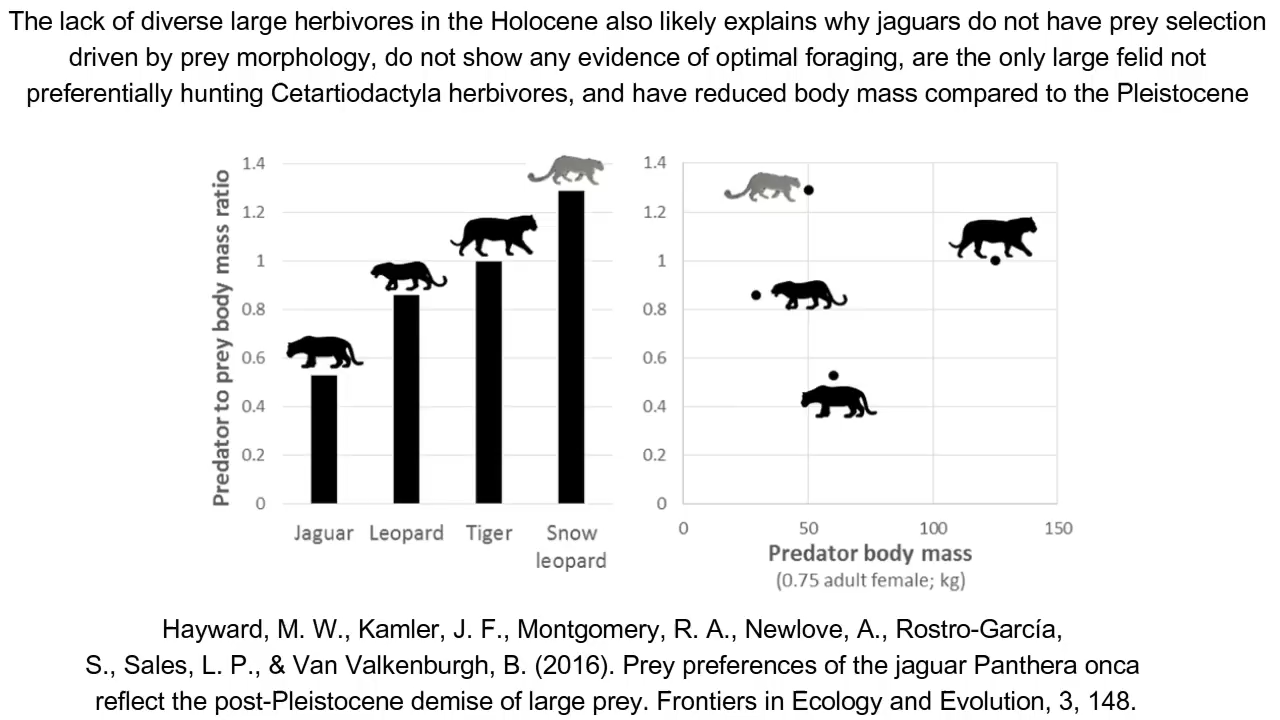 The lack of diverse large herbivores in the Holocene also likely explains why jaguars do not have prey selection
driven by prey morphology, do not show any evidence of optimal foraging, are the only large felid not
preferentially hunting Cetartiodactyla herbivores, and have reduced body mass compared to the Pleistocene
Predator to prey body mass ratio
1.4
1.2
1
0.8
0.6
0.4
0.2
0
Jaguar
Leopard
Tiger
Snow
leopard
1.4
1.2
1
0.8
0.6
0.4
0.2
0
0
50
100
150
Predator body mass
(0.75 adult female; kg)
Hayward, M. W., Kamler, J. F., Montgomery, R. A., Newlove, A., Rostro-García,
S., Sales, L. P., & Van Valkenburgh, B. (2016). Prey preferences of the jaguar Panthera onca
reflect the post-Pleistocene demise of large prey. Frontiers in Ecology and Evolution, 3, 148.